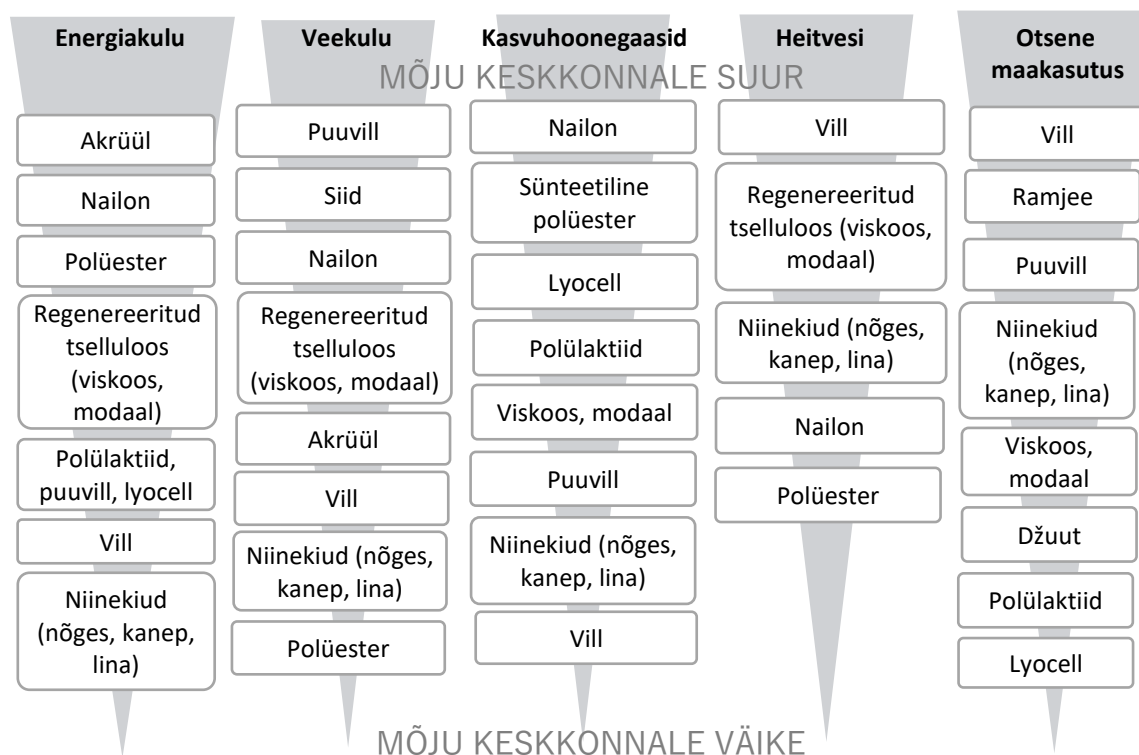 Energiakulu
Veekulu
Kasvuhoonegaasid
Heitvesi
Otsene
maakasutus
MÕJU KESKKONNALE SUUR
Akrüül
Nailon
Polüester
Regenereeritud
tselluloos
(viskoos,
modaal)
Polülaktiid,
puuvill, lyocell
Vill
Niinekiud
(nõges, kanep,
lina)
Puuvill
Siid
Nailon
Regenereeritud
tselluloos
(viskoos, modaal)
Akrüül
Vill
Niinekiud (nõges,
kanep, lina)
Polüester
Nailon
Sünteetiline
polüester
Lyocell
Polülaktiid
Viskoos, modaal
Puuvill
Niinekiud (nõges,
kanep, lina)
Vill
Vill
Regenereeritud
tselluloos (viskoos,
modaal)
Niinekiud (nõges,
kanep, lina)
Nailon
Polüester
Vill
Ramjee
Puuvill
Niinekiud
(nõges,
kanep, lina)
Viskoos,
modaal
Džuut
Polülaktiid
Lyocell
MÕJU KESKKONNALE VÄIKE